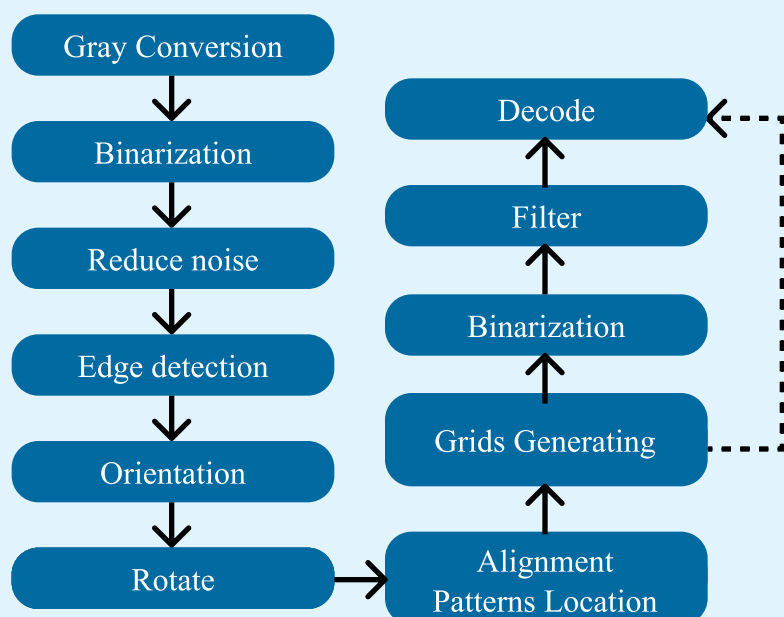 Gray Conversion
Binarization
Reduce noise
Edge detection
Orientation
Rotate
Alignment
Patterns Location
Grids Generating
Binarization
Filter
Decode